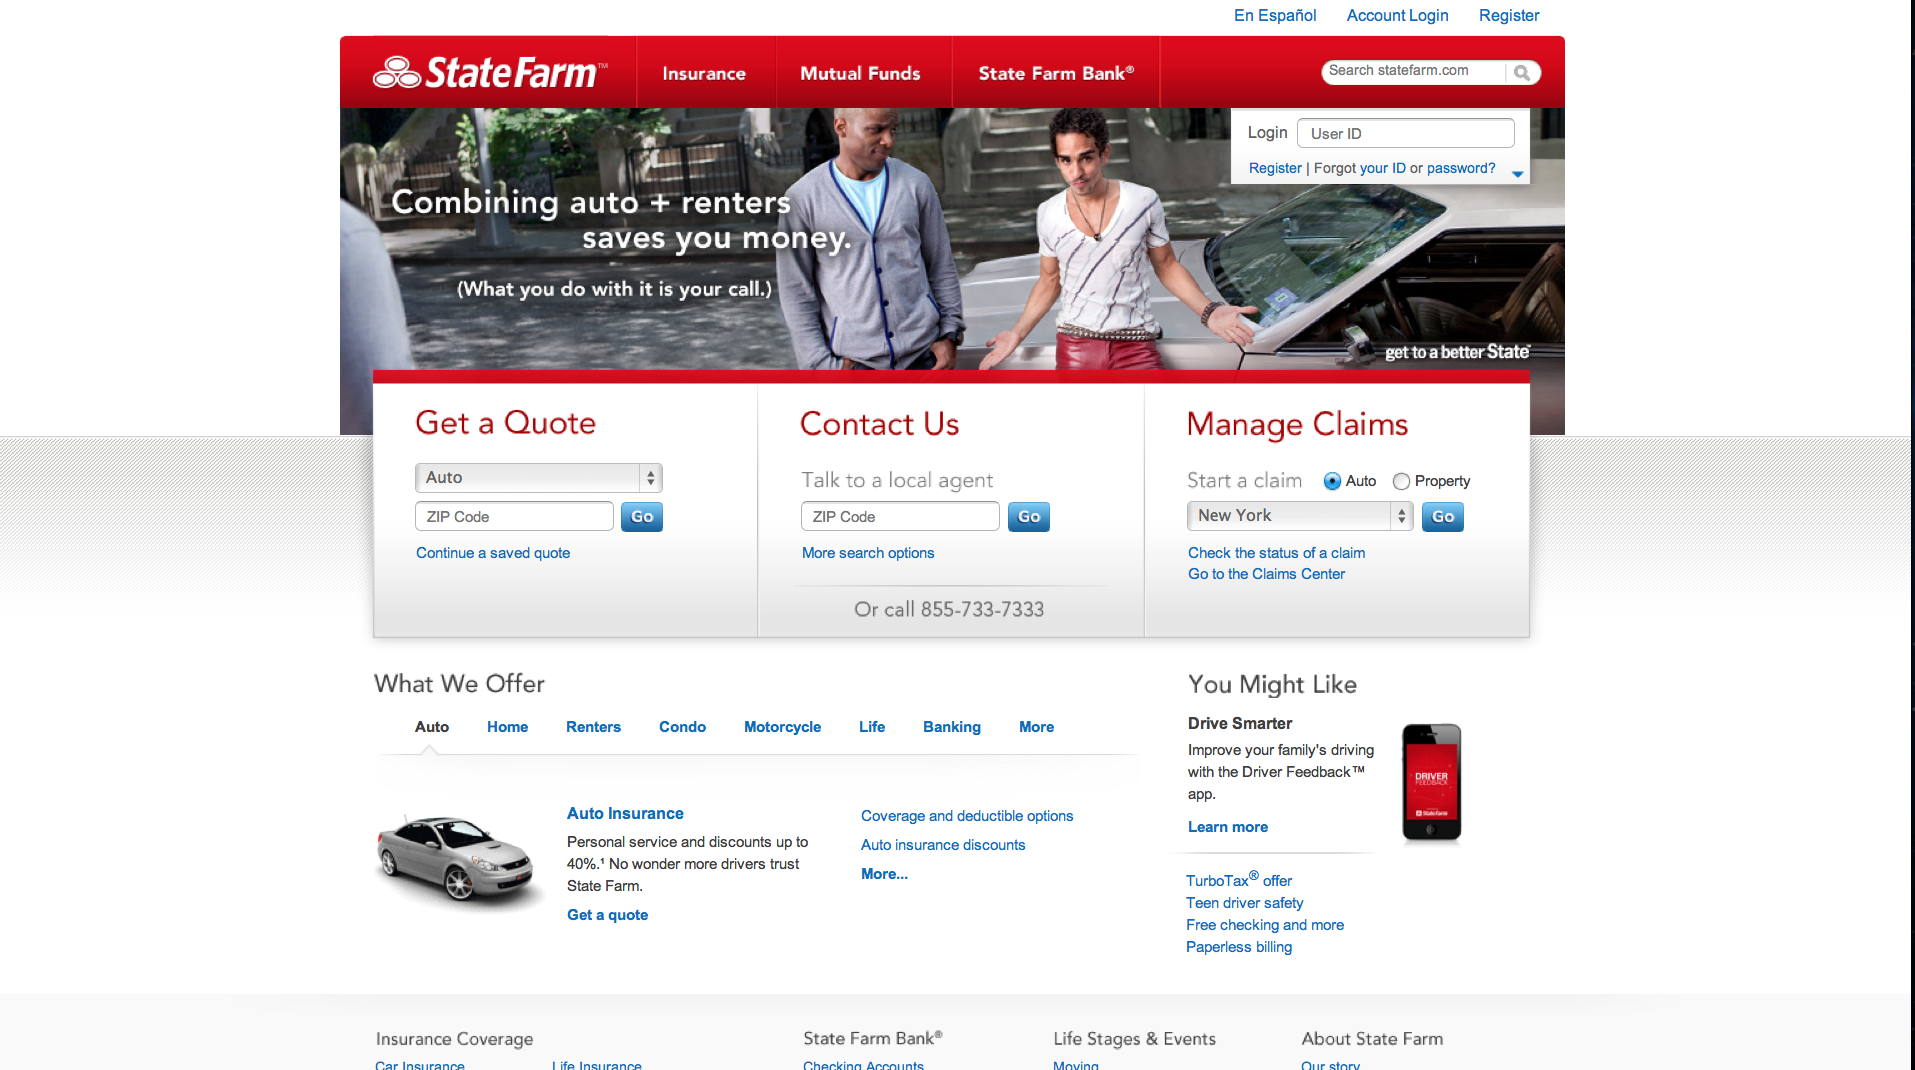 En Español Account Login Register
State Farm™ Insurance Mutual Funds State Farm Bank® Search statefarm.com
Login User ID
Register | Forgot your ID or password?
Combining auto + renters
saves you money.
(What you do with it is your call.)
get to a better State™
Get a Quote
Auto
ZIP Code Go
Continue a saved quote
Contact Us
Talk to a local agent
ZIP Code Go
More search options
Or call 855-733-7333
Manage Claims
Start a claim Auto Property
New York Go
Check the status of a claim
Go to the Claims Center
What We Offer
Auto Home Renters Condo Motorcycle Life Banking More
Auto Insurance
Personal service and discounts up to
40%.¹ No wonder more drivers trust
State Farm.
Get a quote
Coverage and deductible options
Auto insurance discounts
More...
You Might Like
Drive Smarter
Improve your family's driving
with the Driver Feedback™
app.
Learn more
DRIVER
FEEDBACK
StateFarm
TurboTax® offer
Teen driver safety
Free checking and more
Paperless billing
Insurance Coverage State Farm Bank® Life Stages & Events About State Farm
Car Insurance Life Insurance Checking Accounts Moving Our story